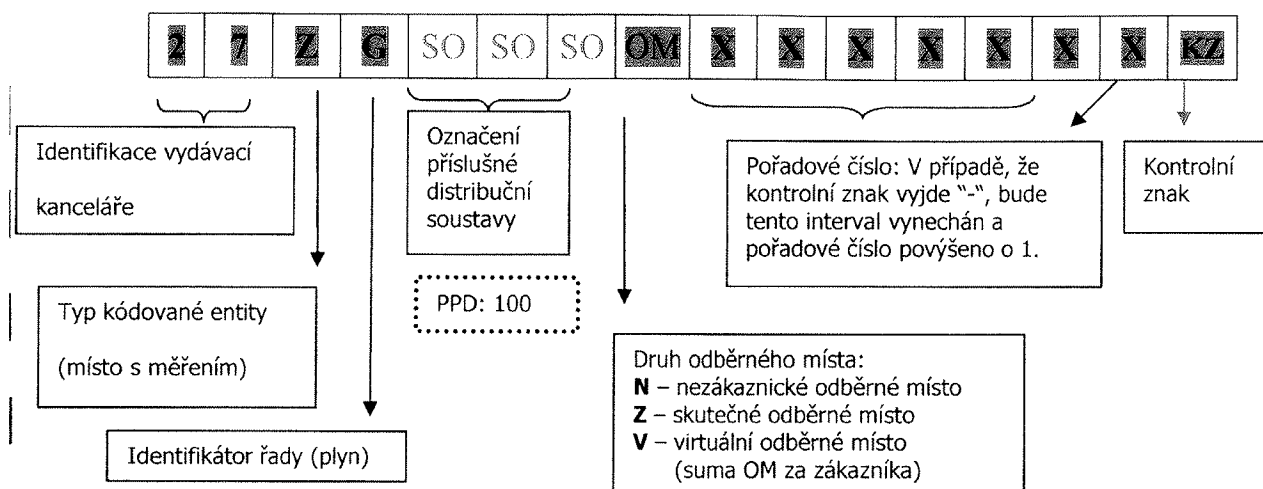 2 7 Z G SO SO SO OM X X X X X X X KZ
Identifikace vydávací
kanceláře
Označení
příslušné
distribuční
soustavy
Pořadové číslo: V případě, že
kontrolní znak vyjde “-“, bude
tento interval vynechán a
pořadové číslo povýšeno o 1.
Kontrolní
znak
Typ kódované entity
(místo s měřením)
PPD: 100
Identifikátor řady (plyn)
Druh odběrného místa:
N – nezákaznické odběrné místo
Z – skutečné odběrné místo
V – virtuální odběrné místo
(suma OM za zákazníka)